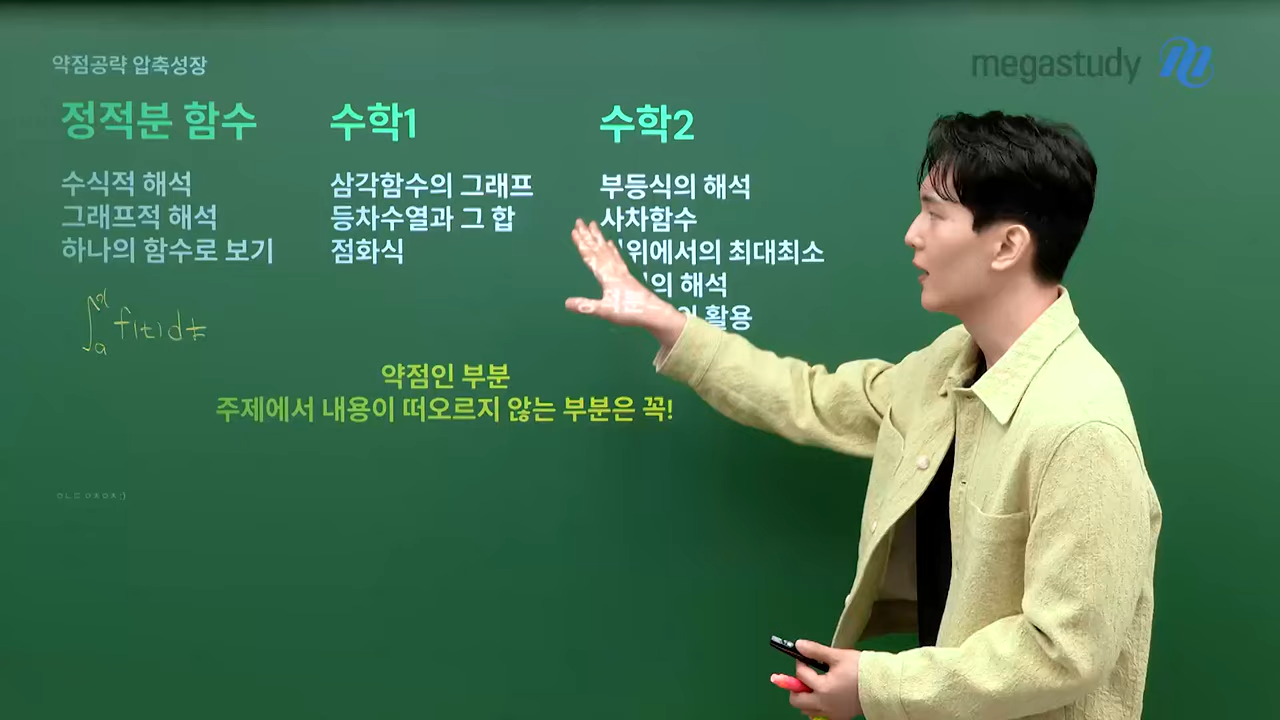 약점공략 압축성장
megastudy
정적분 함수
수식적 해석
그래프적 해석
하나의 함수로 보기
∫ₐˣ f(t)dt
수학1
삼각함수의 그래프
등차수열과 그 합
점화식
수학2
부등식의 해석
사차함수
최대최소
해석
활용
약점인 부분
주제에서 내용이 떠오르지 않는 부분은 꼭!